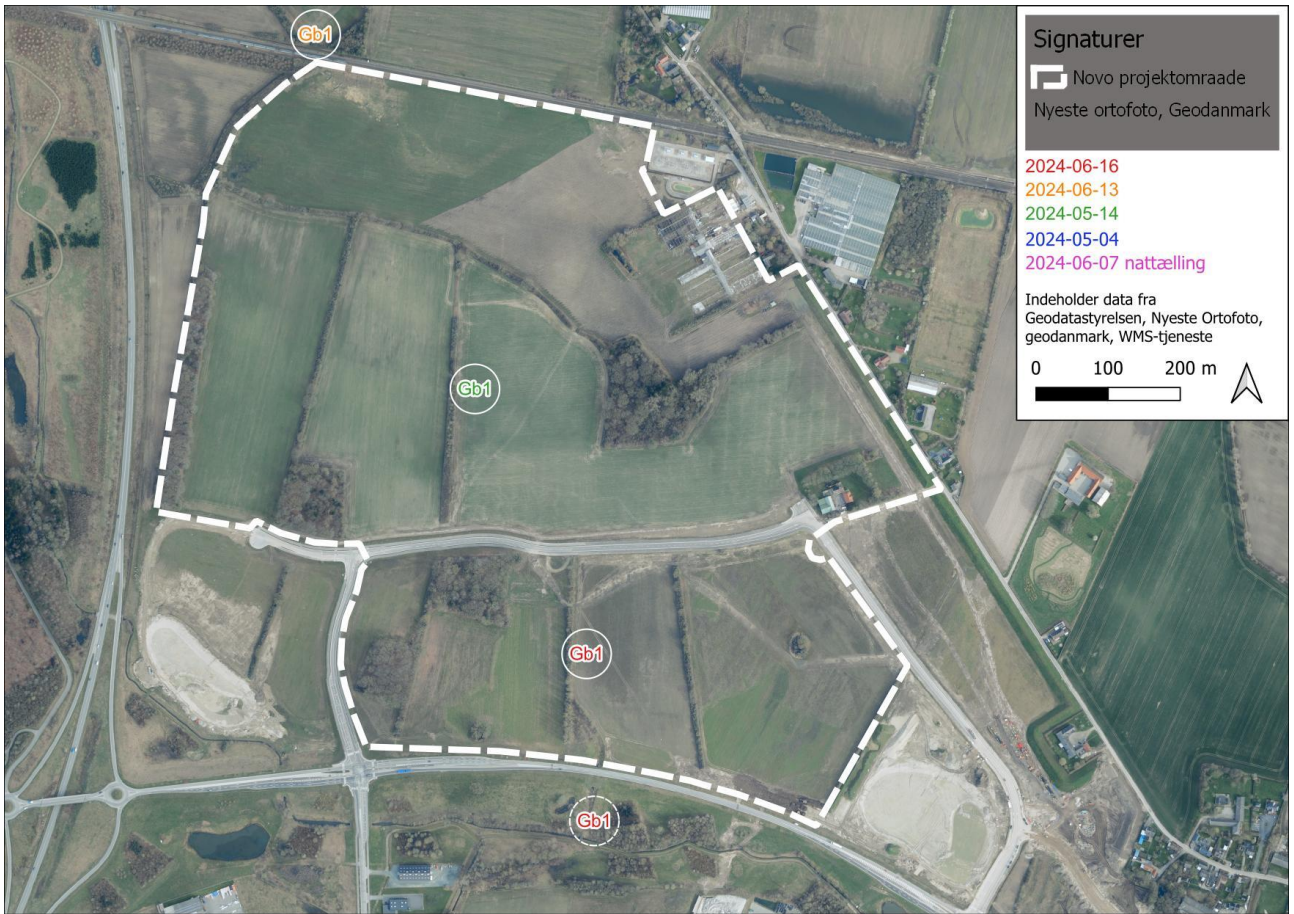 Gb1
Signaturer
Novo projektomraade
Nyeste ortofoto, Geodanmark
2024-06-16
2024-06-13
2024-05-14
2024-05-04
2024-06-07 nattælling
Indeholder data fra
Geodatastyrelsen, Nyeste Ortofoto,
geodanmark, WMS-tjeneste
0 100 200 m
Gb1
Gb1
Gb1